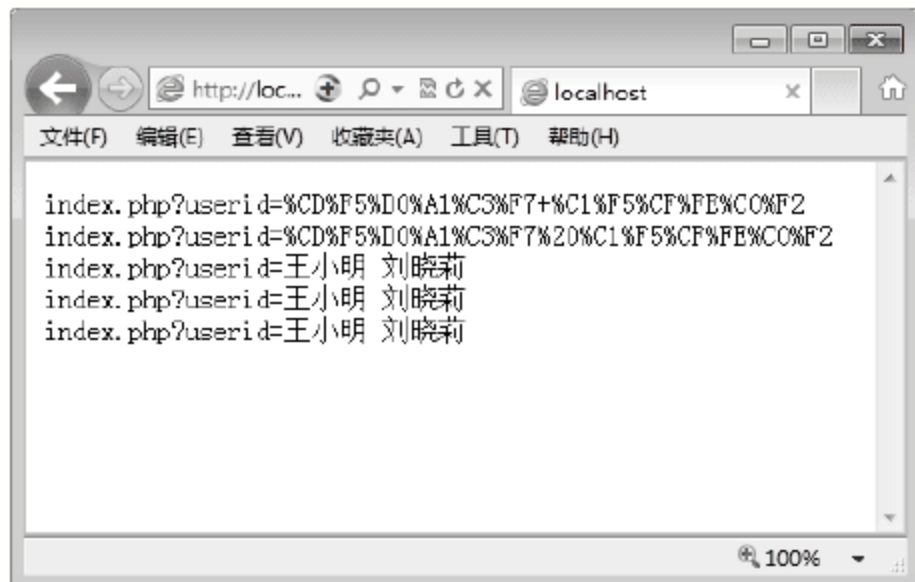 http://loc...
localhost
文件(F) 编辑(E) 查看(V) 收藏夹(A) 工具(T) 帮助(H)
index.php?userid=%CD%F5%D0%A1%C3%F7+%C1%F5%CF%FE%C0%F2
index.php?userid=%CD%F5%D0%A1%C3%F7%20%C1%F5%CF%FE%C0%F2
index.php?userid=王小明 刘晓莉
index.php?userid=王小明 刘晓莉
index.php?userid=王小明 刘晓莉
100%